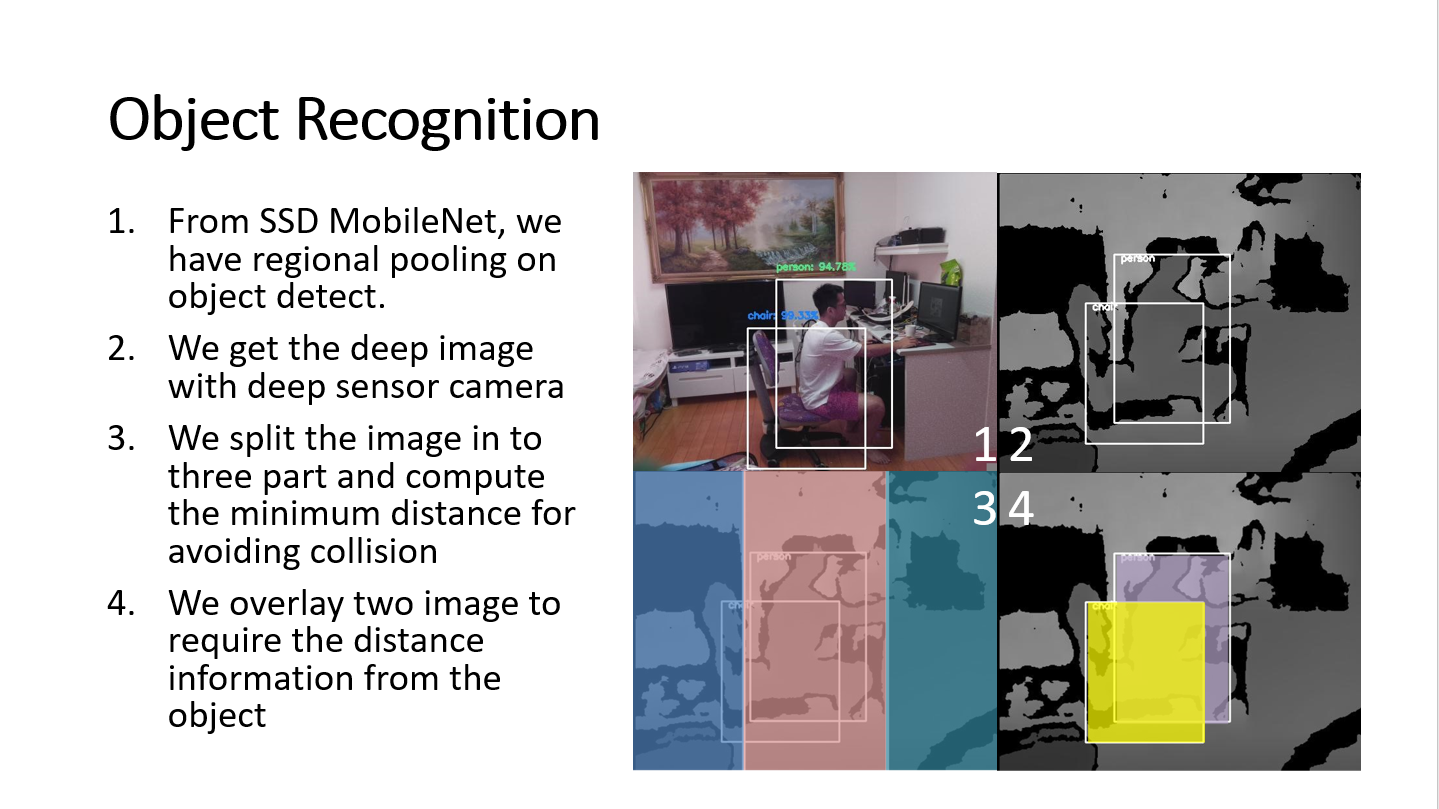 Object Recognition
1. From SSD MobileNet, we
have regional pooling on
object detect.
2. We get the deep image
with deep sensor camera
3. We split the image in to
three part and compute
the minimum distance for
avoiding collision
4. We overlay two image to
require the distance
information from the
object
person: 94.78%
chair: 99.33%
person
chair
1 2
3 4
person
chair
person
chair